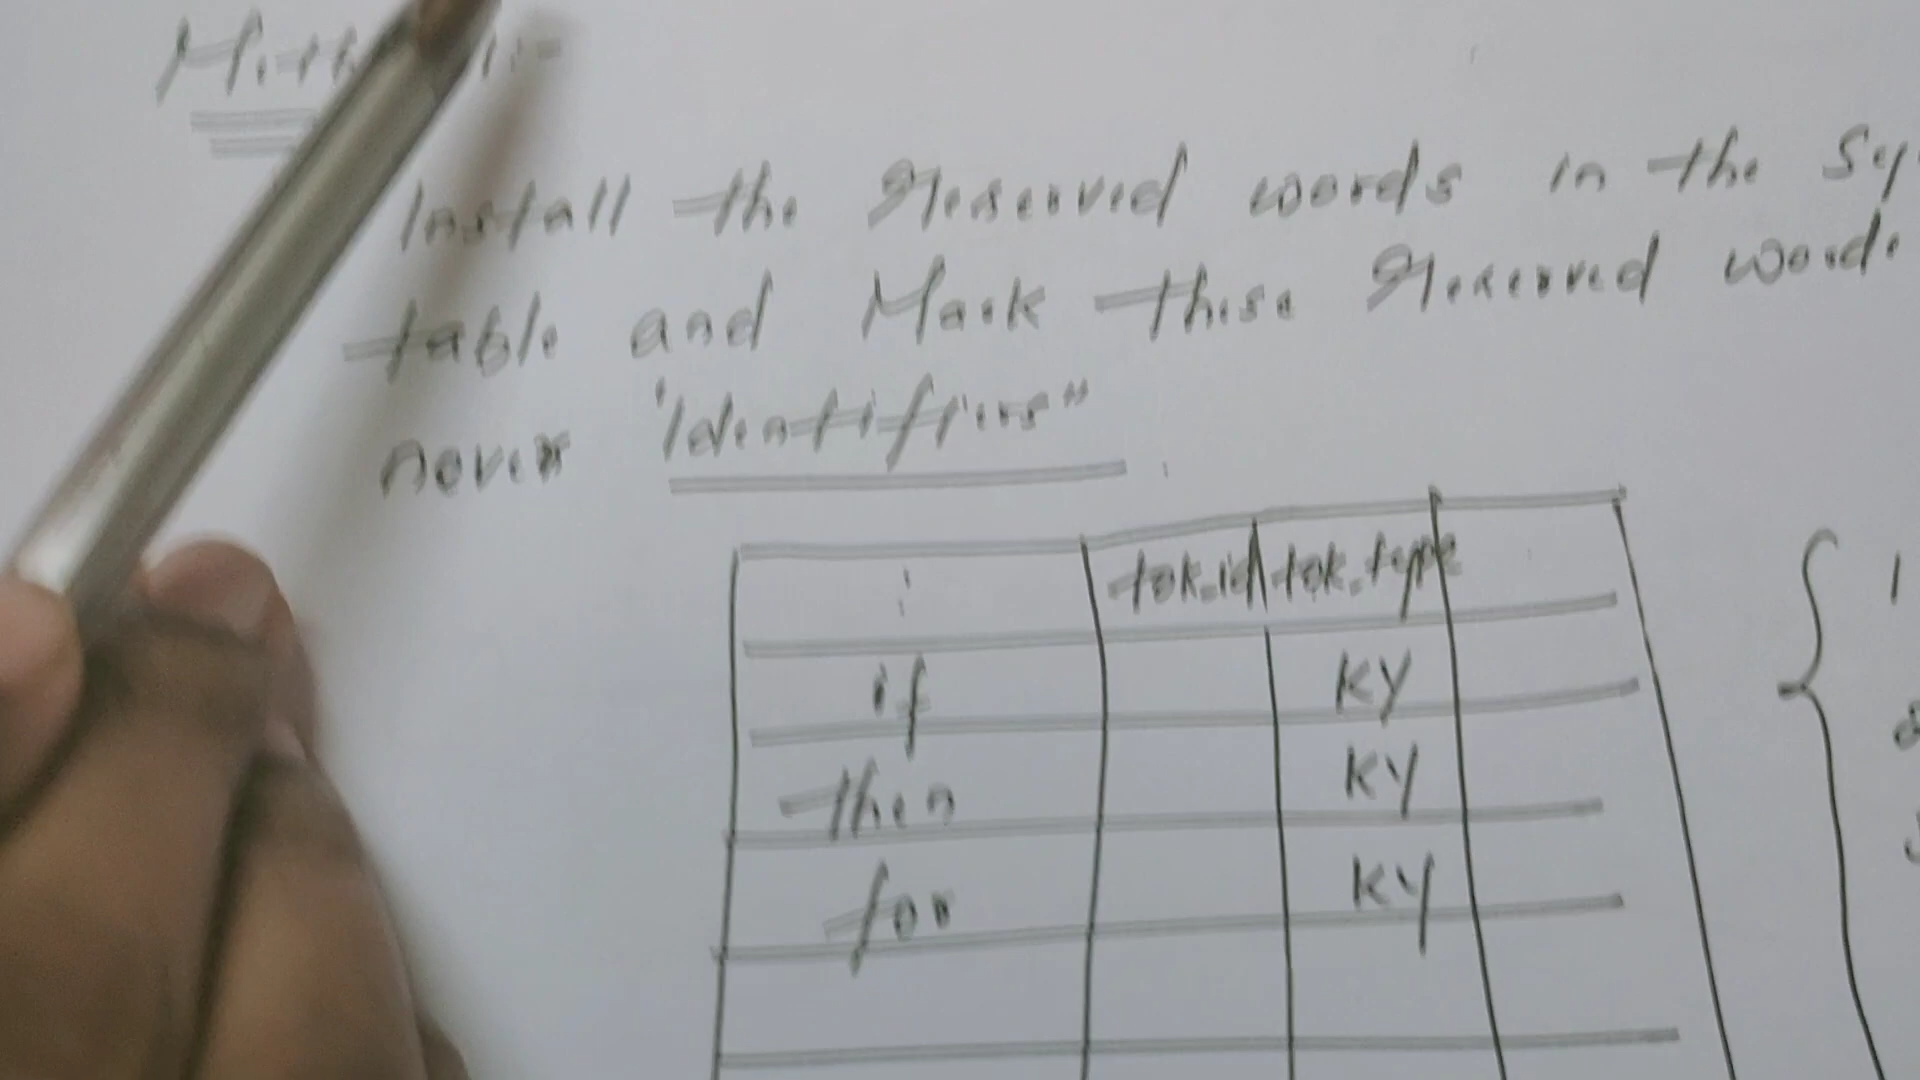 Install the reserved words in the Sy
table and Mark these reserved words
never "Identifiers"
tok-id tok-type
if KY
then KY
for KY